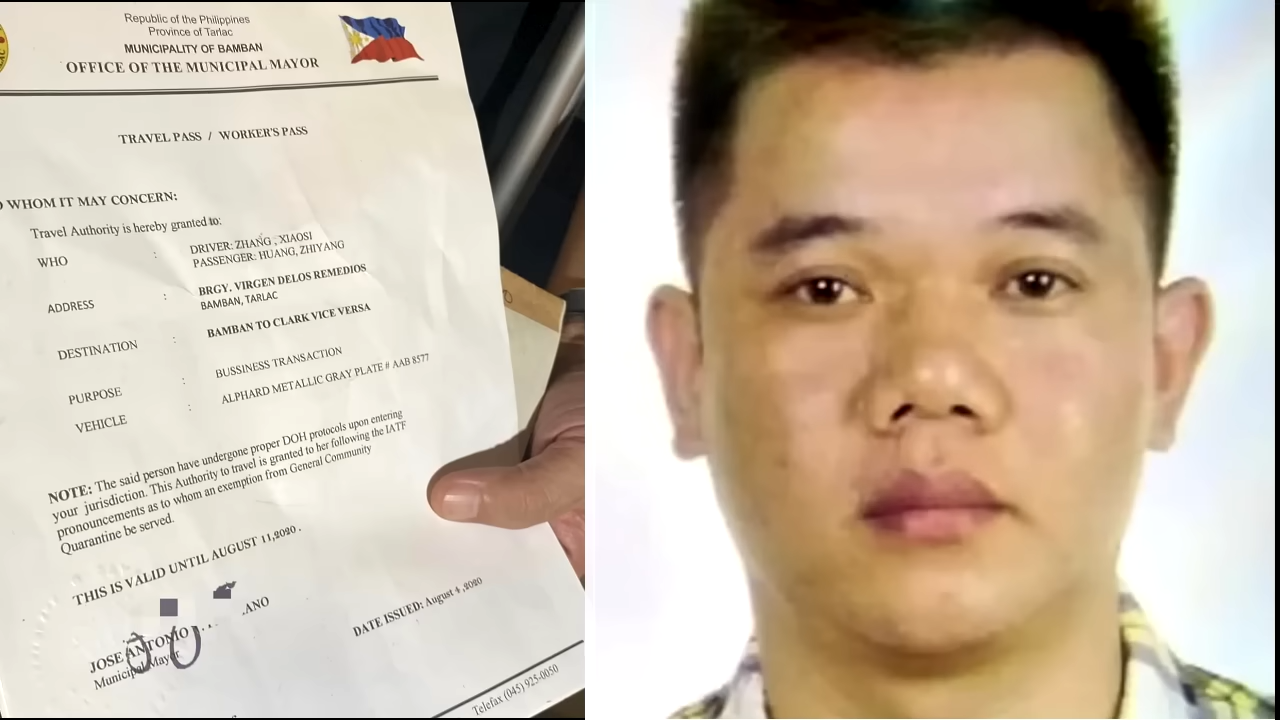 Republic of the Philippines
Province of Tarlac
MUNICIPALITY OF BAMBAN
OFFICE OF THE MUNICIPAL MAYOR
TRAVEL PASS / WORKER'S PASS
WHOM IT MAY CONCERN:
Travel Authority is hereby granted to:
WHO : DRIVER: ZHANG , XIAOSI
PASSENGER: HUANG, ZHIYANG
ADDRESS : BRGY. VIRGEN DELOS REMEDIOS
BAMBAN, TARLAC
DESTINATION : BAMBAN TO CLARK VICE VERSA
PURPOSE : BUSSINESS TRANSACTION
VEHICLE : ALPHARD METALLIC GRAY PLATE # AAB 8577
NOTE: The said person have undergone proper DOH protocols upon entering
your jurisdiction. This Authority to travel is granted to her following the IATF
pronouncements as to whom an exemption from General Community
Quarantine be served.
THIS IS VALID UNTIL AUGUST 11,2020.
JOSE ANTONIO
Municipal Mayor
DATE ISSUED: August 4 ,2020
Telefax (045) 925-0050